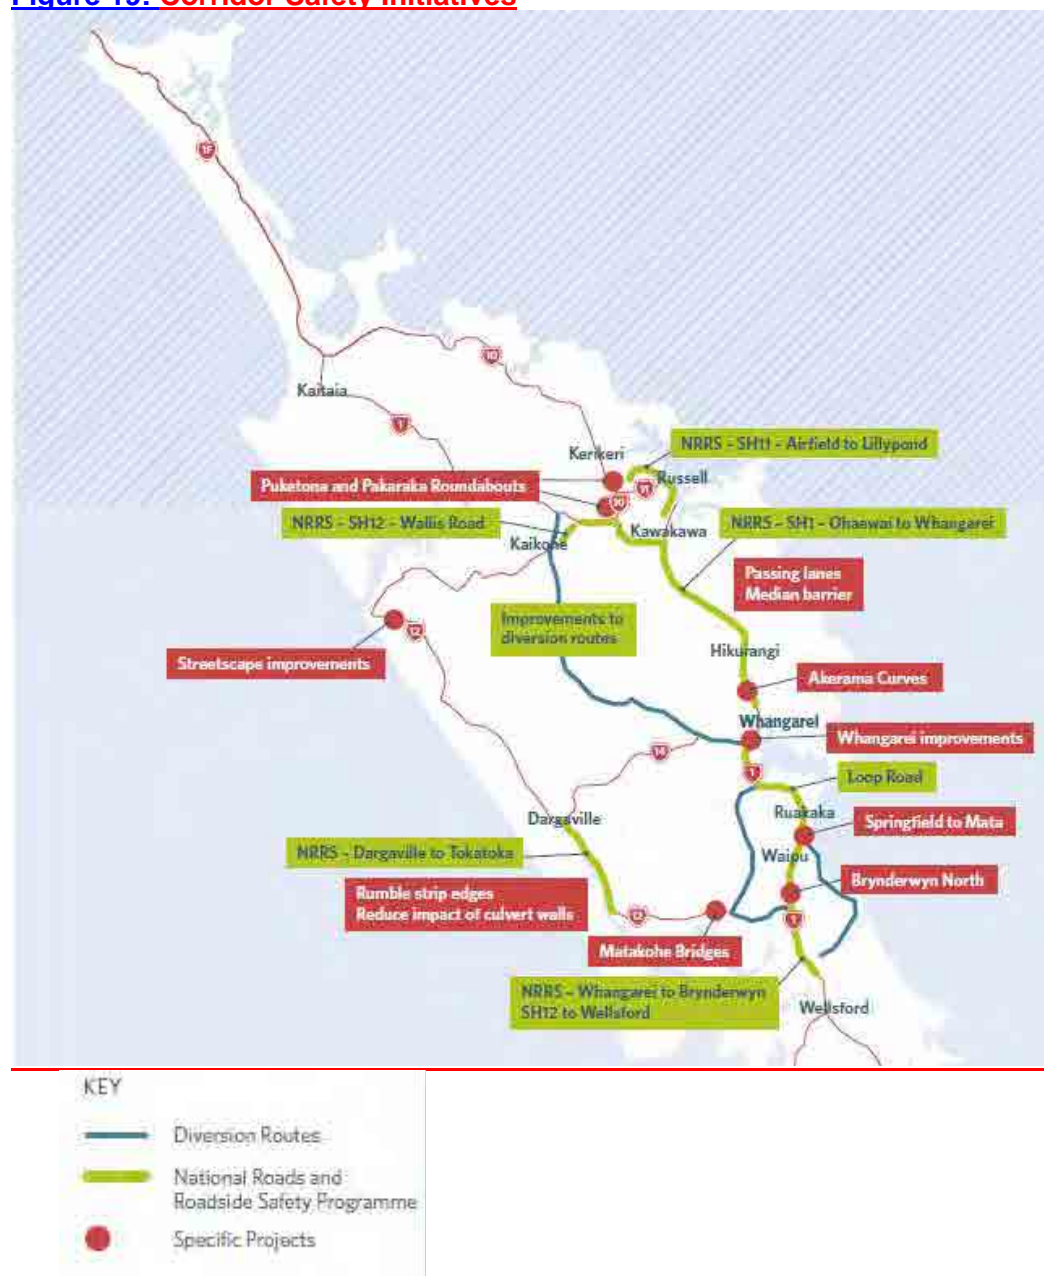 Figure 19: Corridor Safety Initiatives
1F
10
Kaitaia
1
NRRS - SH11 - Airfield to Lillypond
Kerikeri
Russell
Puketona and Pakaraka Roundabouts
11
10
NRRS - SH12 - Wallis Road
NRRS - SH1 - Ohaewai to Whangarei
Kawakawa
Kaikohe
Passing lanes
Median barrier
Improvements to
diversion routes
12
Hikurangi
Streetscape improvements
Akerama Curves
Whangarei
Whangarei improvements
14
1
Loop Road
Ruakaka
Dargaville
Springfield to Mata
NRRS - Dargaville to Tokatoka
Waipu
Brynderwyn North
Rumble strip edges
Reduce impact of culvert walls
12
1
Matakohe Bridges
NRRS - Whangarei to Brynderwyn
SH12 to Wellsford
Wellsford
KEY
Diversion Routes
National Roads and
Roadside Safety Programme
Specific Projects